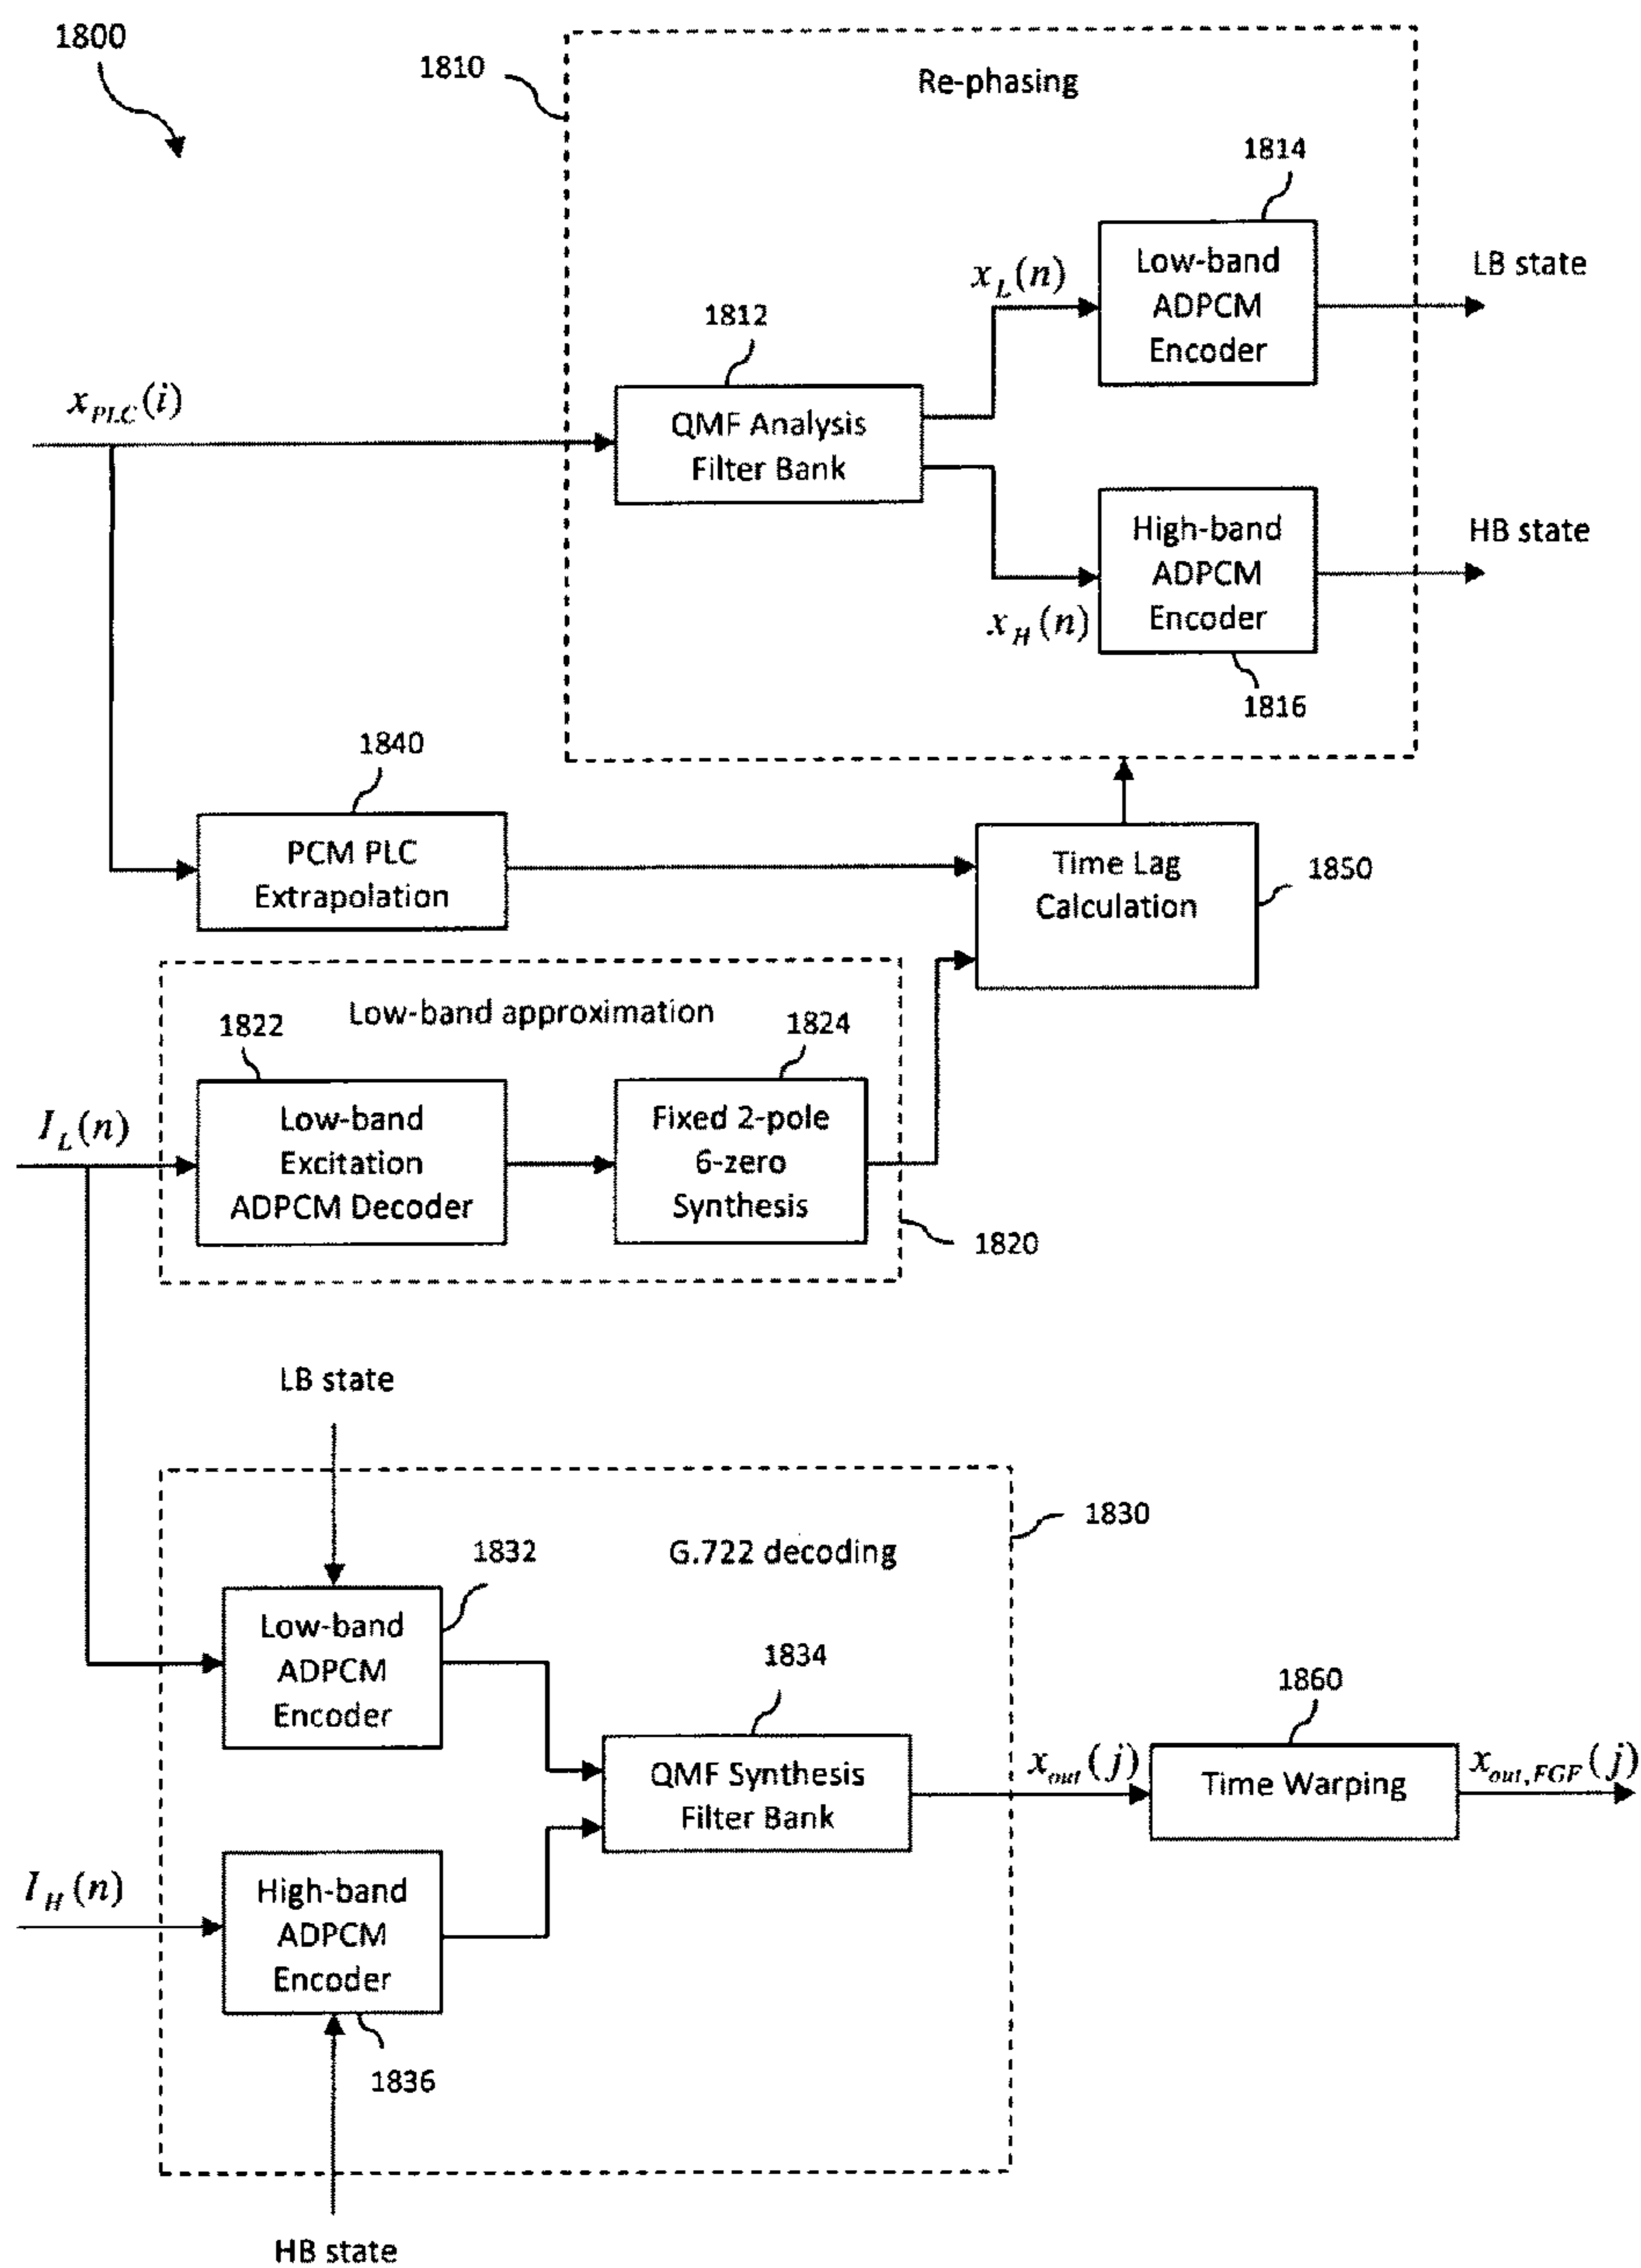 1800
1810
Re-phasing
1814
Low-band
ADPCM
Encoder
LB state
x_L(n)
1812
QMF Analysis
Filter Bank
x_PLC(i)
High-band
ADPCM
Encoder
HB state
x_H(n)
1816
1840
PCM PLC
Extrapolation
Time Lag
Calculation
1850
Low-band approximation
1822
1824
I_L(n)
Low-band
Excitation
ADPCM Decoder
Fixed 2-pole
6-zero
Synthesis
1820
LB state
1830
G.722 decoding
1832
Low-band
ADPCM
Encoder
1834
QMF Synthesis
Filter Bank
x_out(j)
1860
Time Warping
x_out,FGF(j)
I_H(n)
High-band
ADPCM
Encoder
1836
HB state